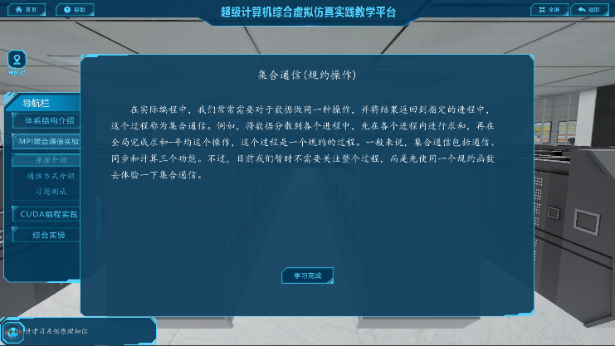 首页
帮助
超级计算机综合虚拟仿真实践教学平台
全屏
返回
导航栏
体系结构介绍
MPI聚合通信实验
原理介绍
通信方式介绍
习题测试
CUDA编程实践
综合实验
集合通信(规约操作)
在实际编程中，我们常常需要对于数据做同一种操作，并将结果返回到指定的进程中，
这个过程称为集合通信。例如，将数据分散到各个进程中，先在各个进程内进行求和，再在
全局完成求和-平均这个操作，这个过程是一个规约的过程。一般来说，集合通信包括通信、
同步和计算三个功能。不过，目前我们暂时不需要关注整个过程，而是先使用一个规约函数
去体验一下集合通信。
学习完成